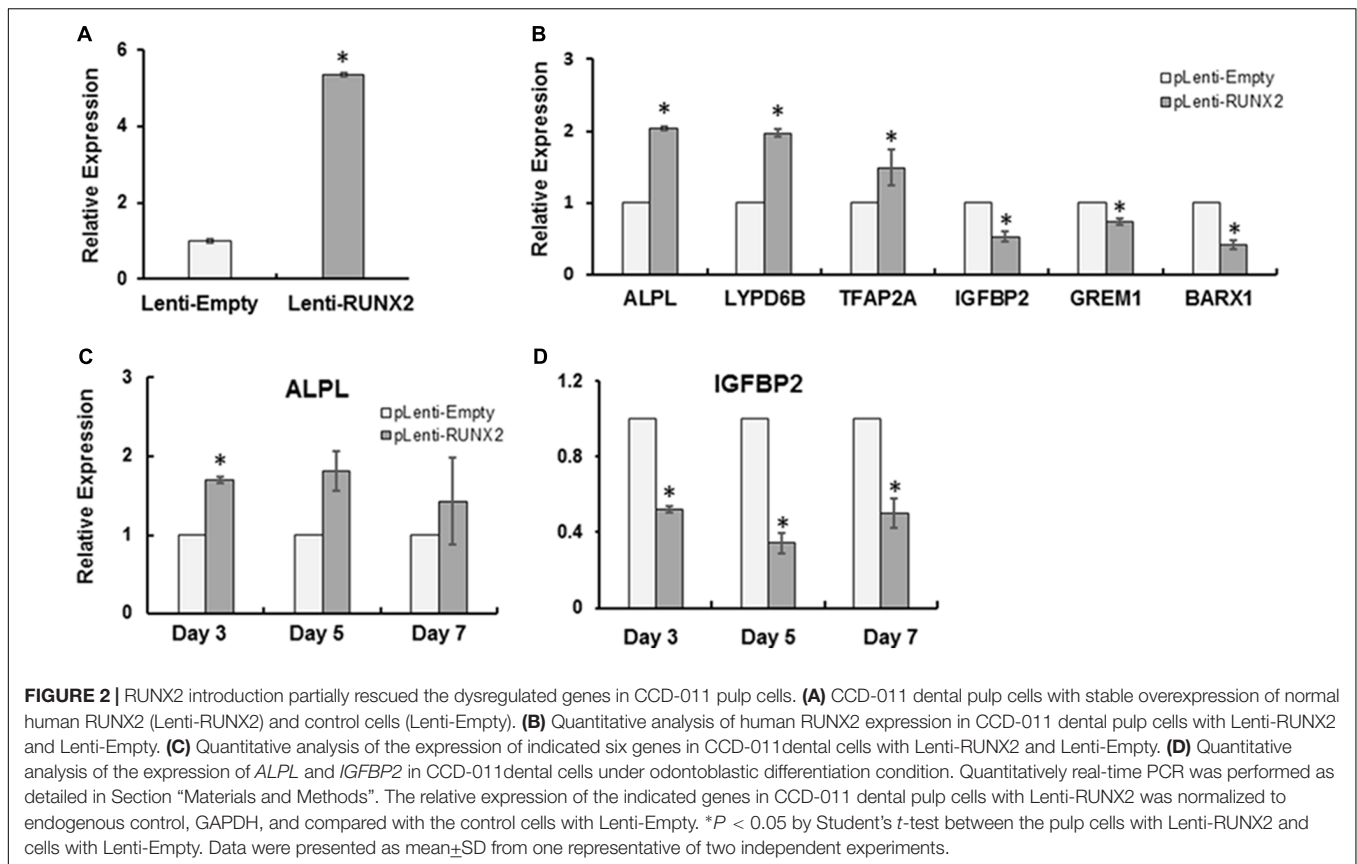 A
Relative Expression
6
4
2
0
*
Lenti-Empty
Lenti-RUNX2
B
Relative Expression
3
2
1
0
pLenti-Empty
pLenti-RUNX2
* * * * * *
ALPL LYPD6B TFAP2A IGFBP2 GREM1 BARX1
C
ALPL
Relative Expression
3
2
1
0
pLenti-Empty
pLenti-RUNX2
*
Day 3 Day 5 Day 7
D
IGFBP2
1.2
0.8
0.4
0
* * *
Day 3 Day 5 Day 7
FIGURE 2 | RUNX2 introduction partially rescued the dysregulated genes in CCD-011 pulp cells. (A) CCD-011 dental pulp cells with stable overexpression of normal
human RUNX2 (Lenti-RUNX2) and control cells (Lenti-Empty). (B) Quantitative analysis of human RUNX2 expression in CCD-011 dental pulp cells with Lenti-RUNX2
and Lenti-Empty. (C) Quantitative analysis of the expression of indicated six genes in CCD-011dental cells with Lenti-RUNX2 and Lenti-Empty. (D) Quantitative
analysis of the expression of ALPL and IGFBP2 in CCD-011dental cells under odontoblastic differentiation condition. Quantitatively real-time PCR was performed as
detailed in Section “Materials and Methods”. The relative expression of the indicated genes in CCD-011 dental pulp cells with Lenti-RUNX2 was normalized to
endogenous control, GAPDH, and compared with the control cells with Lenti-Empty. *P < 0.05 by Student’s t-test between the pulp cells with Lenti-RUNX2 and
cells with Lenti-Empty. Data were presented as mean±SD from one representative of two independent experiments.